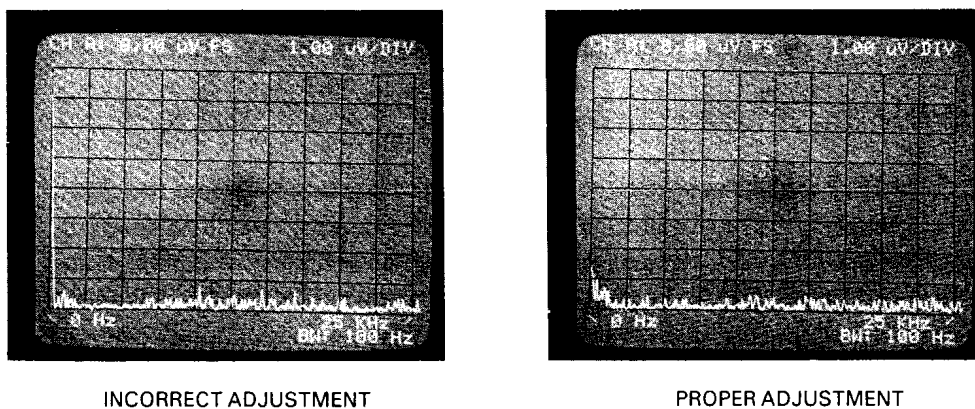 CH A: 8.00 uV FS 1.00 uV/DIV
0 Hz 25 KHz
BW: 100 Hz
INCORRECT ADJUSTMENT
CH A: 8.00 uV FS 1.00 uV/DIV
0 Hz 25 KHz
BW: 100 Hz
PROPER ADJUSTMENT